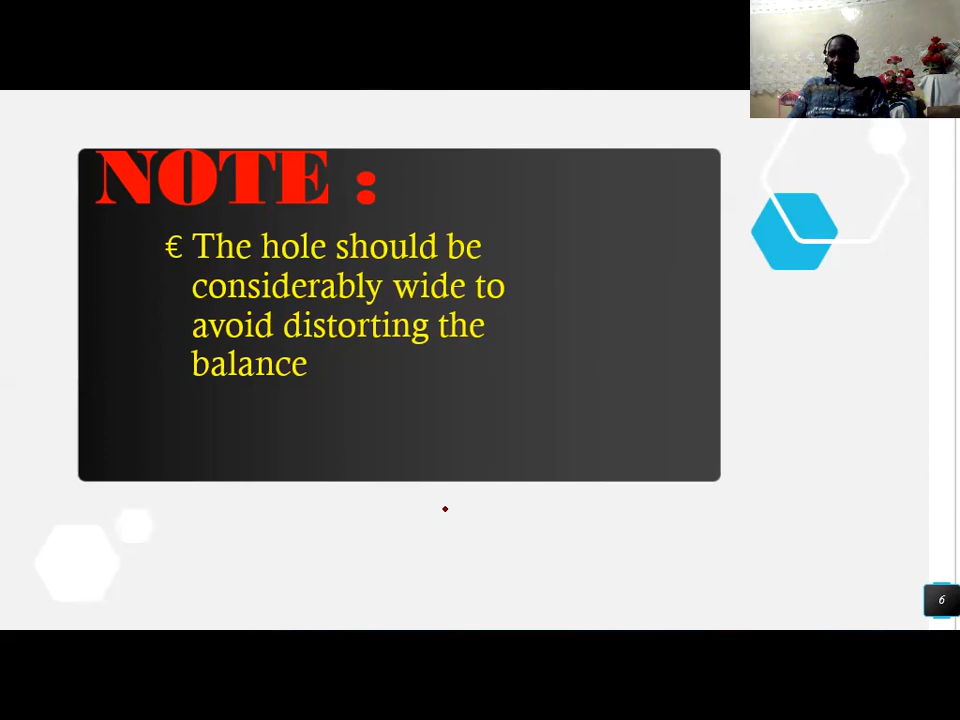 NOTE :
€ The hole should be
considerably wide to
avoid distorting the
balance
6